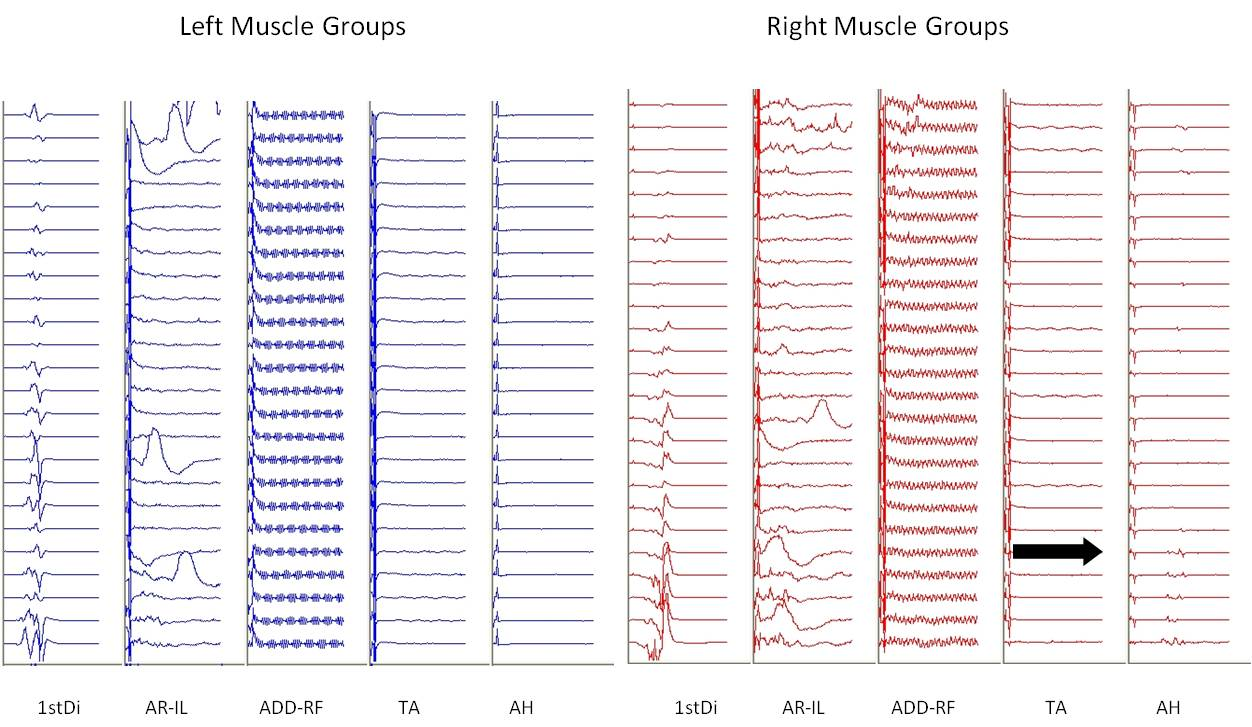 Left Muscle Groups
Right Muscle Groups
1stDi AR-IL ADD-RF TA AH
1stDi AR-IL ADD-RF TA AH